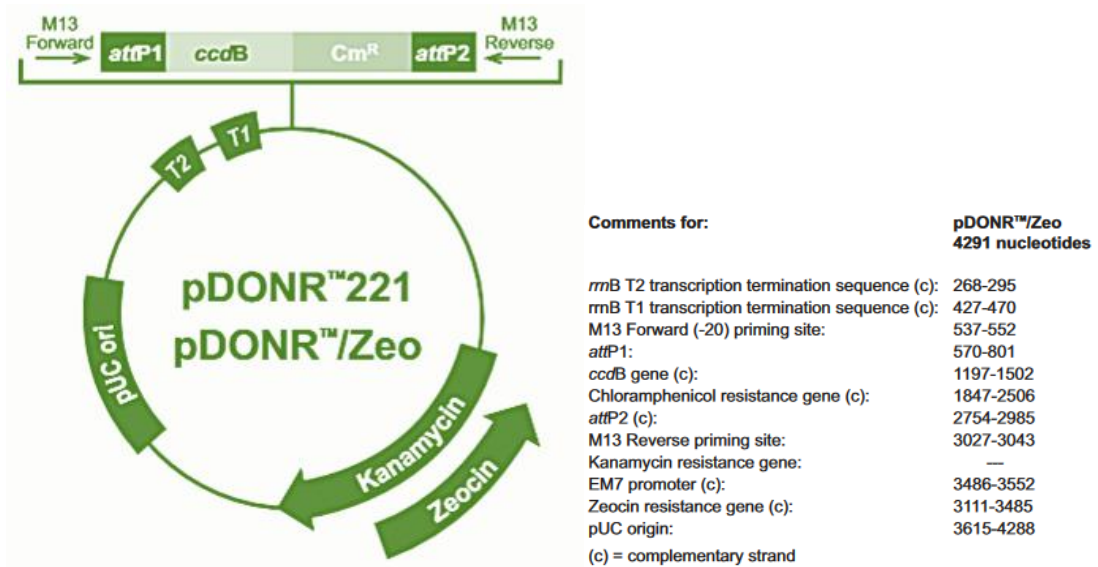 M13
Forward
attP1
ccdB
CmR
attP2
M13
Reverse
T2
T1
pUC ori
pDONR™221
pDONR™/Zeo
Kanamycin
Zeocin
Comments for: pDONR™/Zeo
4291 nucleotides
rrnB T2 transcription termination sequence (c): 268-295
rrnB T1 transcription termination sequence (c): 427-470
M13 Forward (-20) priming site: 537-552
attP1: 570-801
ccdB gene (c): 1197-1502
Chloramphenicol resistance gene (c): 1847-2506
attP2 (c): 2754-2985
M13 Reverse priming site: 3027-3043
Kanamycin resistance gene: ---
EM7 promoter (c): 3486-3552
Zeocin resistance gene (c): 3111-3485
pUC origin: 3615-4288
(c) = complementary strand